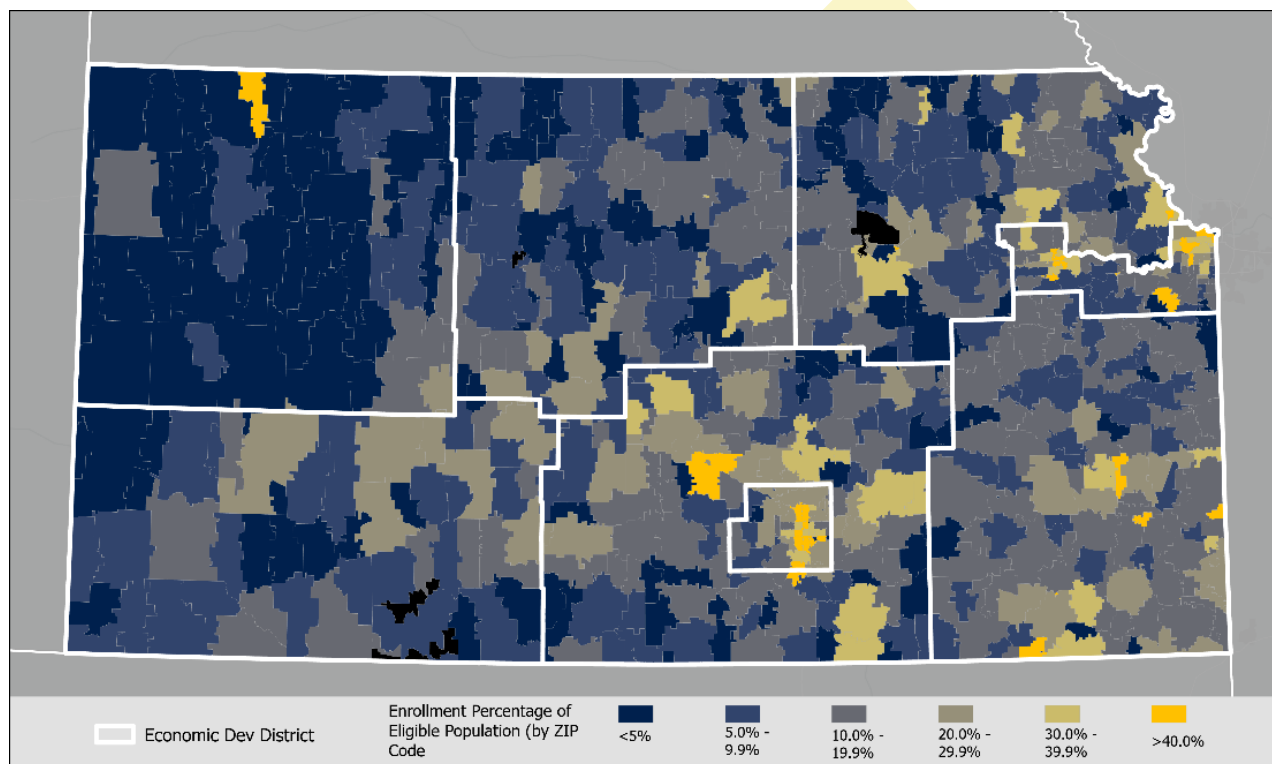 Economic Dev District
Enrollment Percentage of
Eligible Population (by ZIP
Code
<5%
5.0% -
9.9%
10.0% -
19.9%
20.0% -
29.9%
30.0% -
39.9%
>40.0%